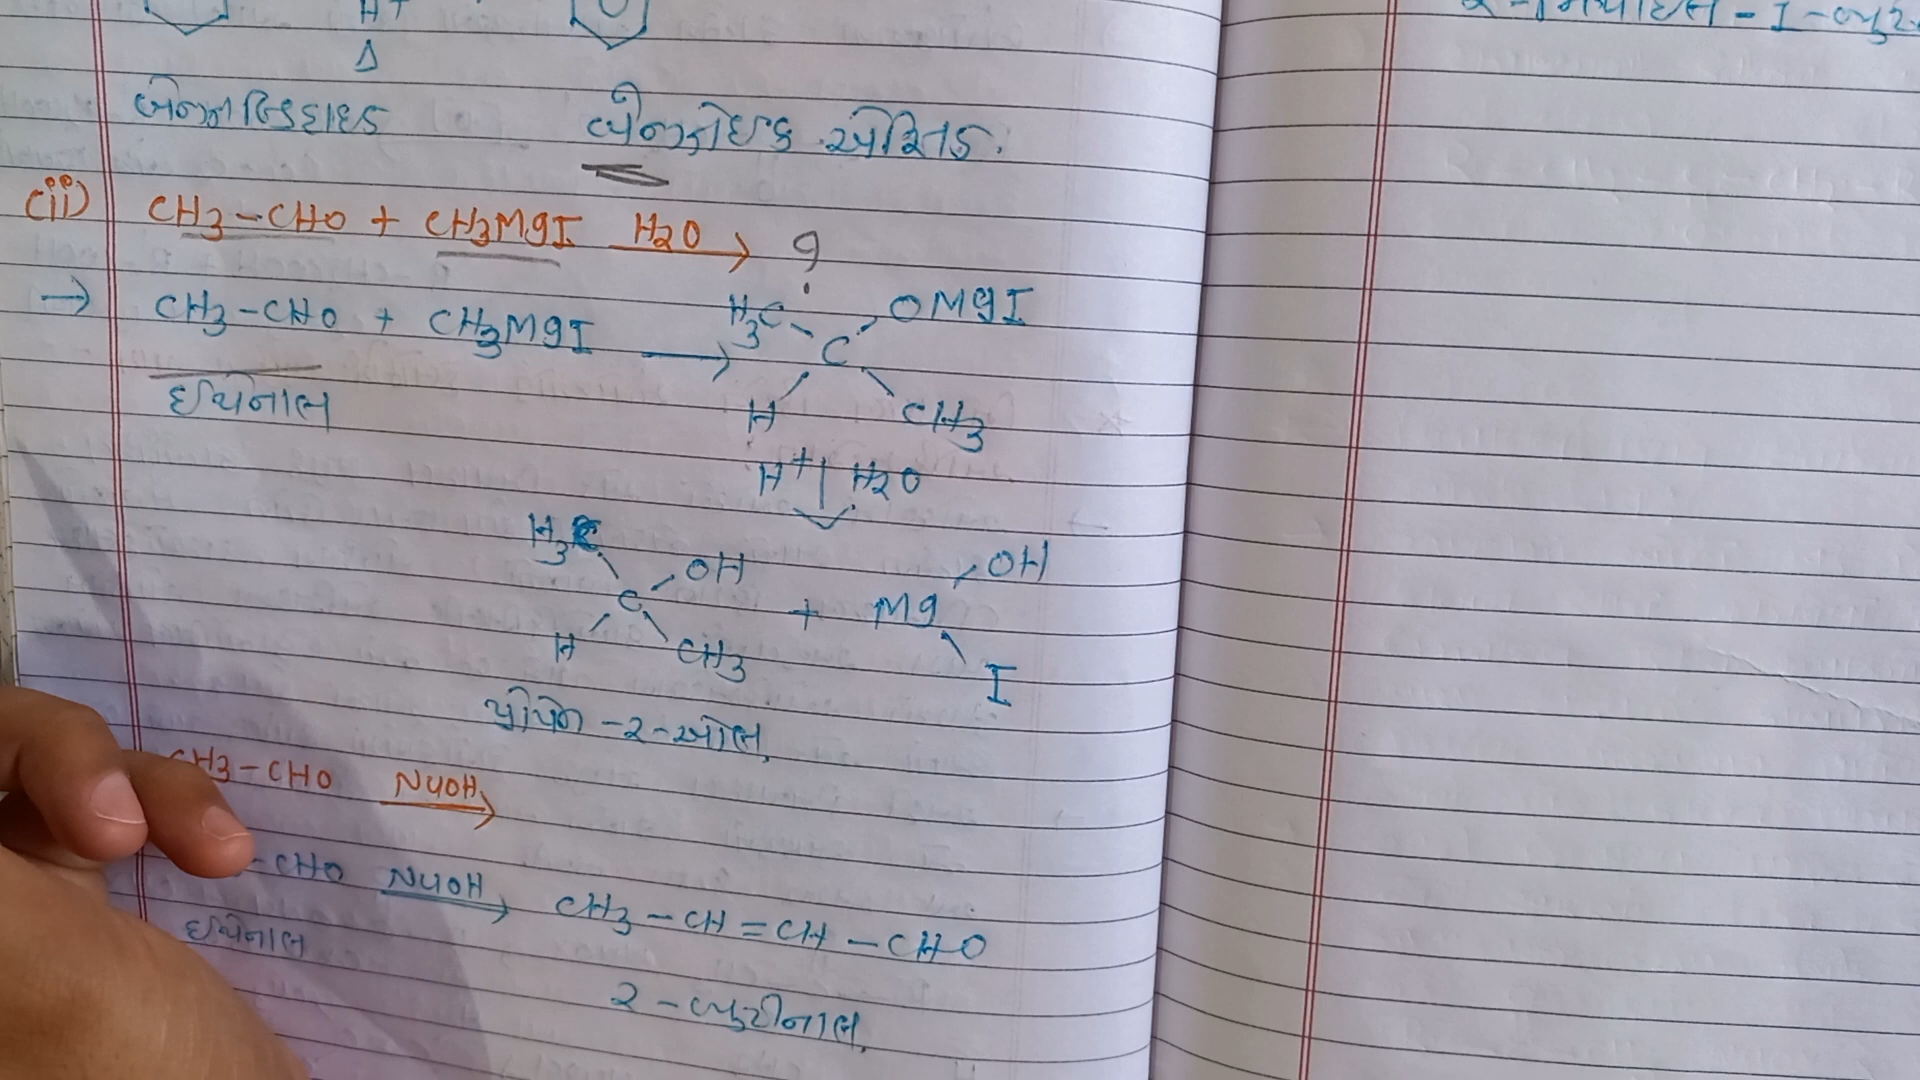 H+
Δ
બેન્ઝાલ્ડિહાઇડ બેન્ઝોઇક એસિડ.
(ii) CH3-CHO + CH3MgI H2O → ?
→ CH3-CHO + CH3MgI → H3C C OMgI
H CH3
ઇથેનાલ
H+ | H2O
H3C C OH + Mg OH
H CH3 I
પ્રોપેન-2-ઓલ
CH3-CHO NaOH →
-CHO NaOH → CH3-CH=CH-CHO
ઇથેનાલ
2-બ્યુટીનાલ